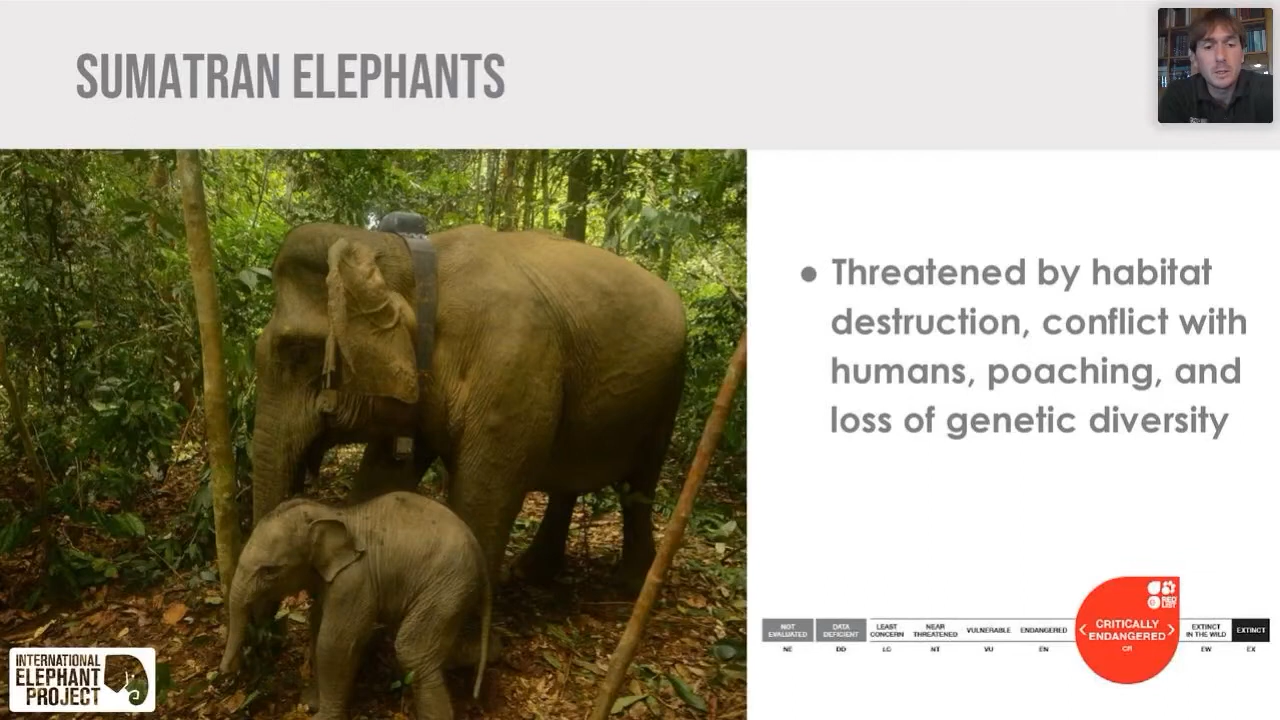 SUMATRAN ELEPHANTS
● Threatened by habitat
destruction, conflict with
humans, poaching, and
loss of genetic diversity
RED LIST
NOT EVALUATED
DATA DEFICIENT
LEAST CONCERN
NEAR THREATENED
VULNERABLE
ENDANGERED
< CRITICALLY ENDANGERED >
EXTINCT IN THE WILD
EXTINCT
NE DD LC NT VU EN CR EW EX
INTERNATIONAL
ELEPHANT
PROJECT